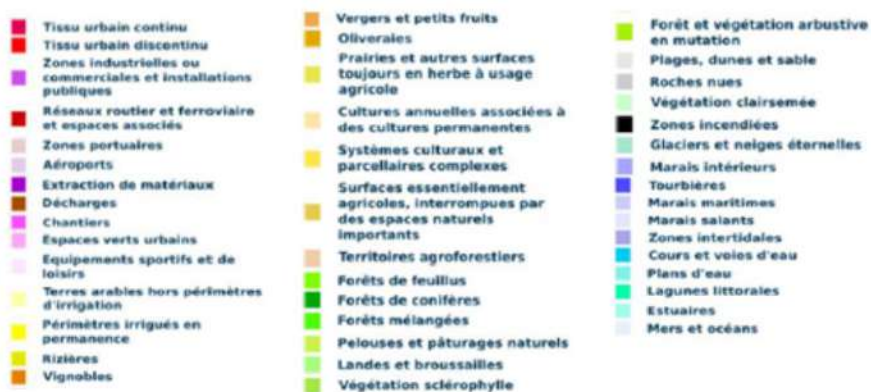 Tissu urbain continu
Tissu urbain discontinu
Zones industrielles ou
commerciales et installations
publiques
Réseaux routier et ferroviaire
et espaces associés
Zones portuaires
Aéroports
Extraction de matériaux
Décharges
Chantiers
Espaces verts urbains
Equipements sportifs et de
loisirs
Terres arables hors périmètres
d'irrigation
Périmètres irrigués en
permanence
Rizières
Vignobles
Vergers et petits fruits
Oliveraies
Prairies et autres surfaces
toujours en herbe à usage
agricole
Cultures annuelles associées à
des cultures permanentes
Systèmes culturaux et
parcellaires complexes
Surfaces essentiellement
agricoles, interrompues par
des espaces naturels
importants
Territoires agroforestiers
Forêts de feuillus
Forêts de conifères
Forêts mélangées
Pelouses et pâturages naturels
Landes et broussailles
Végétation sclérophylle
Forêt et végétation arbustive
en mutation
Plages, dunes et sable
Roches nues
Végétation clairsemée
Zones incendiées
Glaciers et neiges éternelles
Marais intérieurs
Tourbières
Marais maritimes
Marais salants
Zones intertidales
Cours et voies d'eau
Plans d'eau
Lagunes littorales
Estuaires
Mers et océans